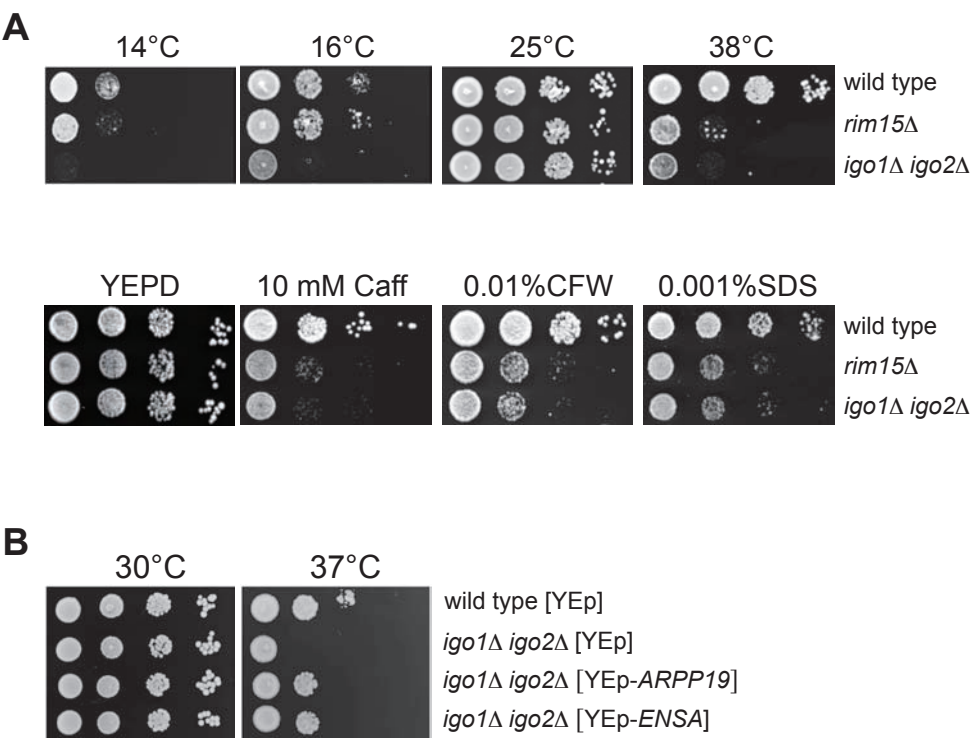 A
14°C 16°C 25°C 38°C
wild type
rim15Δ
igo1Δ igo2Δ
YEPD 10 mM Caff 0.01%CFW 0.001%SDS
wild type
rim15Δ
igo1Δ igo2Δ
B
30°C 37°C
wild type [YEp]
igo1Δ igo2Δ [YEp]
igo1Δ igo2Δ [YEp-ARPP19]
igo1Δ igo2Δ [YEp-ENSA]